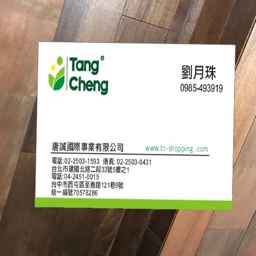 Tang
Cheng
劉月珠
0985-493919
唐誠國際事業有限公司
www.tc-shopping.com
電話:02-2503-1593 傳真:02-2503-0431
台北市建國北路二段33號5樓之1
電話:04-2451-0015
台中市西屯區至善路121巷9號
統一編號70578286